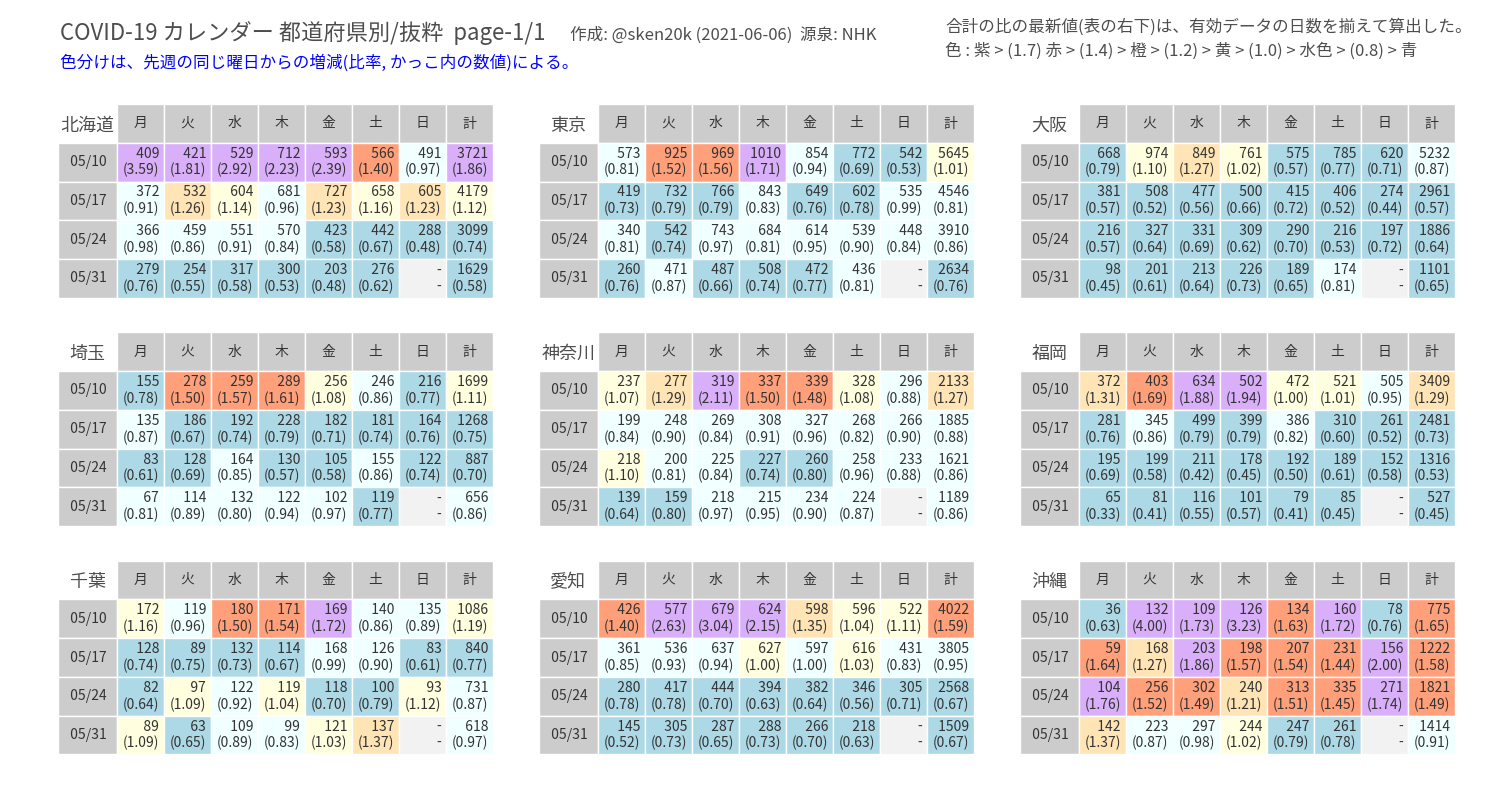 COVID-19 カレンダー 都道府県別/抜粋 page-1/1 作成: @sken20k (2021-06-06) 源泉: NHK
合計の比の最新値(表の右下)は、有効データの日数を揃えて算出した。
色分けは、先週の同じ曜日からの増減(比率, かっこ内の数値)による。
色 : 紫 > (1.7) 赤 > (1.4) > 橙 > (1.2) > 黄 > (1.0) > 水色 > (0.8) > 青
北海道 月 火 水 木 金 土 日 計
05/10 409 421 529 712 593 566 491 3721
(3.59) (1.81) (2.92) (2.23) (2.39) (1.40) (0.97) (1.86)
05/17 372 532 604 681 727 658 605 4179
(0.91) (1.26) (1.14) (0.96) (1.23) (1.16) (1.23) (1.12)
05/24 366 459 551 570 423 442 288 3099
(0.98) (0.86) (0.91) (0.84) (0.58) (0.67) (0.48) (0.74)
05/31 279 254 317 300 203 276 - 1629
(0.76) (0.55) (0.58) (0.53) (0.48) (0.62) - (0.58)
東京 月 火 水 木 金 土 日 計
05/10 573 925 969 1010 854 772 542 5645
(0.81) (1.52) (1.56) (1.71) (0.94) (0.69) (0.53) (1.01)
05/17 419 732 766 843 649 602 535 4546
(0.73) (0.79) (0.79) (0.83) (0.76) (0.78) (0.99) (0.81)
05/24 340 542 743 684 614 539 448 3910
(0.81) (0.74) (0.97) (0.81) (0.95) (0.90) (0.84) (0.86)
05/31 260 471 487 508 472 436 - 2634
(0.76) (0.87) (0.66) (0.74) (0.77) (0.81) - (0.76)
大阪 月 火 水 木 金 土 日 計
05/10 668 974 849 761 575 785 620 5232
(0.79) (1.10) (1.27) (1.02) (0.57) (0.77) (0.71) (0.87)
05/17 381 508 477 500 415 406 274 2961
(0.57) (0.52) (0.56) (0.66) (0.72) (0.52) (0.44) (0.57)
05/24 216 327 331 309 290 216 197 1886
(0.57) (0.64) (0.69) (0.62) (0.70) (0.53) (0.72) (0.64)
05/31 98 201 213 226 189 174 - 1101
(0.45) (0.61) (0.64) (0.73) (0.65) (0.81) - (0.65)
埼玉 月 火 水 木 金 土 日 計
05/10 155 278 259 289 256 246 216 1699
(0.78) (1.50) (1.57) (1.61) (1.08) (0.86) (0.77) (1.11)
05/17 135 186 192 228 182 181 164 1268
(0.87) (0.67) (0.74) (0.79) (0.71) (0.74) (0.76) (0.75)
05/24 83 128 164 130 105 155 122 887
(0.61) (0.69) (0.85) (0.57) (0.58) (0.86) (0.74) (0.70)
05/31 67 114 132 122 102 119 - 656
(0.81) (0.89) (0.80) (0.94) (0.97) (0.77) - (0.86)
神奈川 月 火 水 木 金 土 日 計
05/10 237 277 319 337 339 328 296 2133
(1.07) (1.29) (2.11) (1.50) (1.48) (1.08) (0.88) (1.27)
05/17 199 248 269 308 327 268 266 1885
(0.84) (0.90) (0.84) (0.91) (0.96) (0.82) (0.90) (0.88)
05/24 218 200 225 227 260 258 233 1621
(1.10) (0.81) (0.84) (0.74) (0.80) (0.96) (0.88) (0.86)
05/31 139 159 218 215 234 224 - 1189
(0.64) (0.80) (0.97) (0.95) (0.90) (0.87) - (0.86)
福岡 月 火 水 木 金 土 日 計
05/10 372 403 634 502 472 521 505 3409
(1.31) (1.69) (1.88) (1.94) (1.00) (1.01) (0.95) (1.29)
05/17 281 345 499 399 386 310 261 2481
(0.76) (0.86) (0.79) (0.79) (0.82) (0.60) (0.52) (0.73)
05/24 195 199 211 178 192 189 152 1316
(0.69) (0.58) (0.42) (0.45) (0.50) (0.61) (0.58) (0.53)
05/31 65 81 116 101 79 85 - 527
(0.33) (0.41) (0.55) (0.57) (0.41) (0.45) - (0.45)
千葉 月 火 水 木 金 土 日 計
05/10 172 119 180 171 169 140 135 1086
(1.16) (0.96) (1.50) (1.54) (1.72) (0.86) (0.89) (1.19)
05/17 128 89 132 114 168 126 83 840
(0.74) (0.75) (0.73) (0.67) (0.99) (0.90) (0.61) (0.77)
05/24 82 97 122 119 118 100 93 731
(0.64) (1.09) (0.92) (1.04) (0.70) (0.79) (1.12) (0.87)
05/31 89 63 109 99 121 137 - 618
(1.09) (0.65) (0.89) (0.83) (1.03) (1.37) - (0.97)
愛知 月 火 水 木 金 土 日 計
05/10 426 577 679 624 598 596 522 4022
(1.40) (2.63) (3.04) (2.15) (1.35) (1.04) (1.11) (1.59)
05/17 361 536 637 627 597 616 431 3805
(0.85) (0.93) (0.94) (1.00) (1.00) (1.03) (0.83) (0.95)
05/24 280 417 444 394 382 346 305 2568
(0.78) (0.78) (0.70) (0.63) (0.64) (0.56) (0.71) (0.67)
05/31 145 305 287 288 266 218 - 1509
(0.52) (0.73) (0.65) (0.73) (0.70) (0.63) - (0.67)
沖縄 月 火 水 木 金 土 日 計
05/10 36 132 109 126 134 160 78 775
(0.63) (4.00) (1.73) (3.23) (1.63) (1.72) (0.76) (1.65)
05/17 59 168 203 198 207 231 156 1222
(1.64) (1.27) (1.86) (1.57) (1.54) (1.44) (2.00) (1.58)
05/24 104 256 302 240 313 335 271 1821
(1.76) (1.52) (1.49) (1.21) (1.51) (1.45) (1.74) (1.49)
05/31 142 223 297 244 247 261 - 1414
(1.37) (0.87) (0.98) (1.02) (0.79) (0.78) - (0.91)